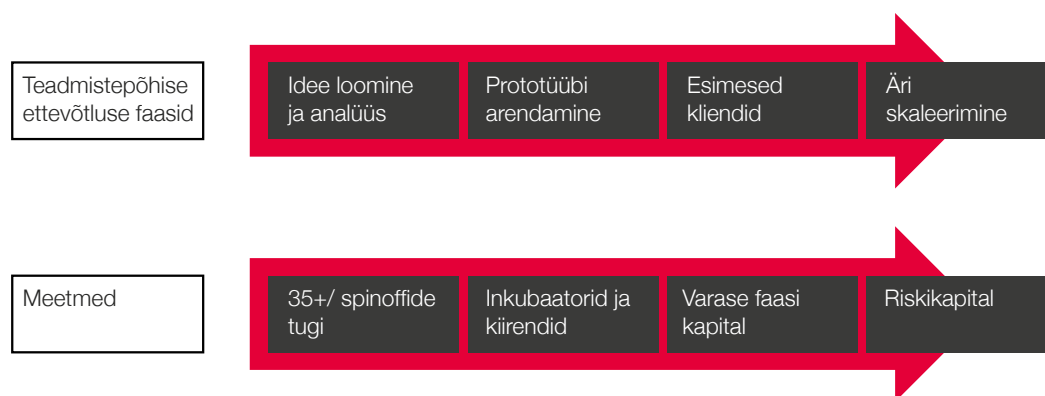 Teadmistepõhise
ettevõtluse faasid
Idee loomine
ja analüüs
Prototüübi
arendamine
Esimesed
kliendid
Äri
skaleerimine
Meetmed
35+/ spinoffide
tugi
Inkubaatorid ja
kiirendid
Varase faasi
kapital
Riskikapital